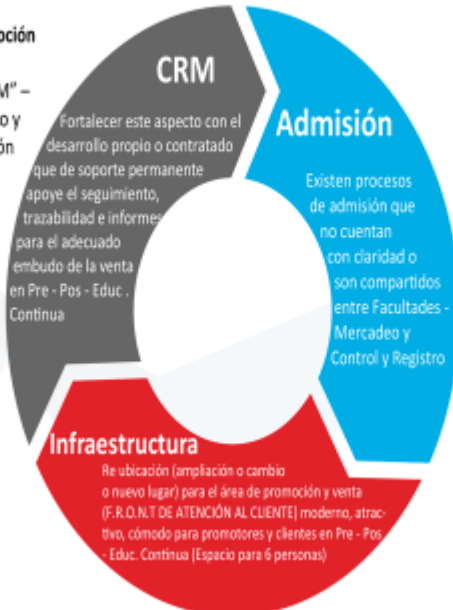 CRM
Fortalecer este aspecto con el
desarrollo propio o contratado
que de soporte permanente
apoye el seguimiento,
trazabilidad e informes
para el adecuado
embudo de la venta
en Pre - Pos - Educ .
Continua
Admisión
Existen procesos
de admisión que
no cuentan
con claridad o
son compartidos
entre Facultades -
Mercadeo y
Control y Registro
Infraestructura
Re ubicación (ampliación o cambio
o nuevo lugar) para el área de promoción y venta
(F.R.O.N.T DE ATENCIÓN AL CLIENTE) moderno, atrac-
tivo, cómodo para promotores y clientes en Pre - Pos
- Educ. Continua (Espacio para 6 personas)